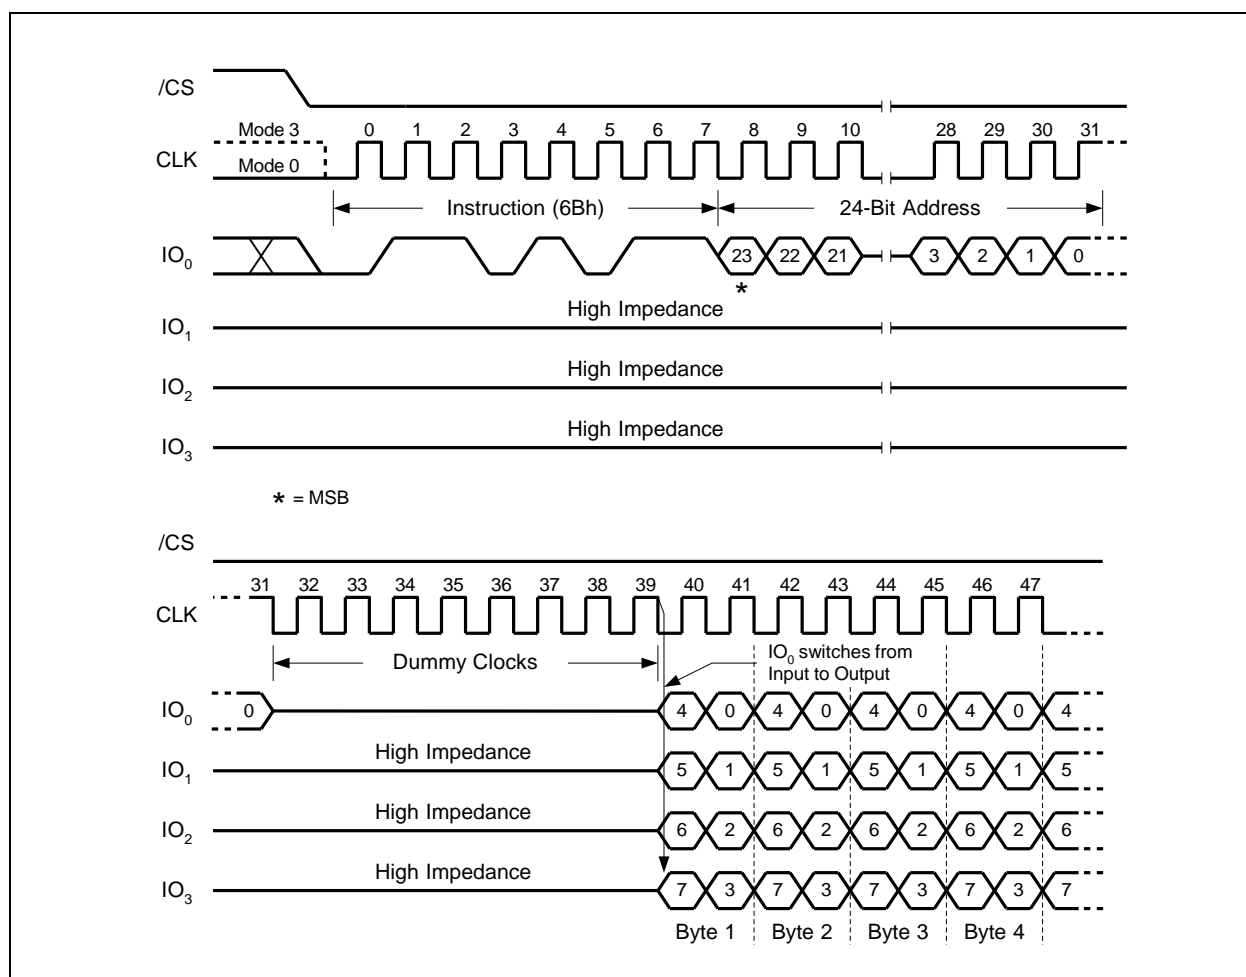 /CS
Mode 3 0 1 2 3 4 5 6 7 8 9 10 28 29 30 31
CLK
Mode 0
Instruction (6Bh) 24-Bit Address
IO0 23 22 21 3 2 1 0
*
High Impedance
IO1
High Impedance
IO2
High Impedance
IO3
* = MSB
/CS
31 32 33 34 35 36 37 38 39 40 41 42 43 44 45 46 47
CLK
Dummy Clocks
IO0 switches from
Input to Output
IO0 0 4 0 4 0 4 0 4 0 4
High Impedance
IO1 5 1 5 1 5 1 5 1 5
High Impedance
IO2 6 2 6 2 6 2 6 2 6
High Impedance
IO3 7 3 7 3 7 3 7 3 7
Byte 1 Byte 2 Byte 3 Byte 4